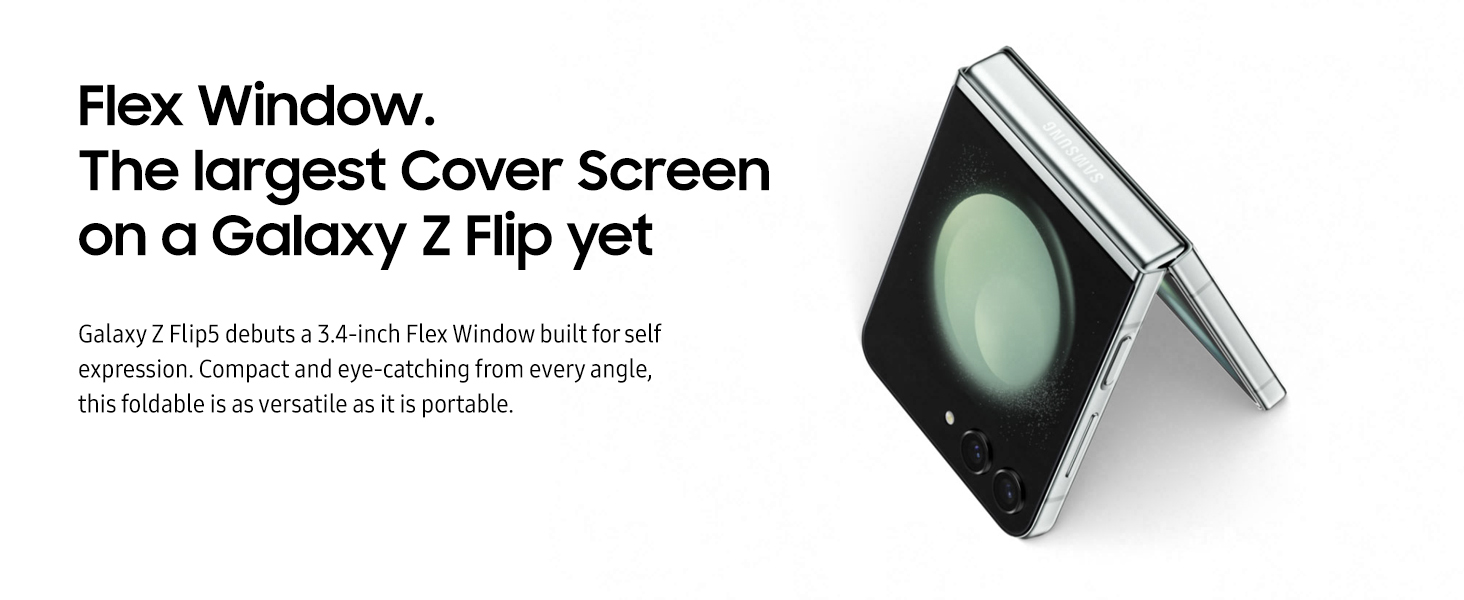 Flex Window.
The largest Cover Screen
on a Galaxy Z Flip yet
Galaxy Z Flip5 debuts a 3.4-inch Flex Window built for self
expression. Compact and eye-catching from every angle,
this foldable is as versatile as it is portable.
SAMSUNG